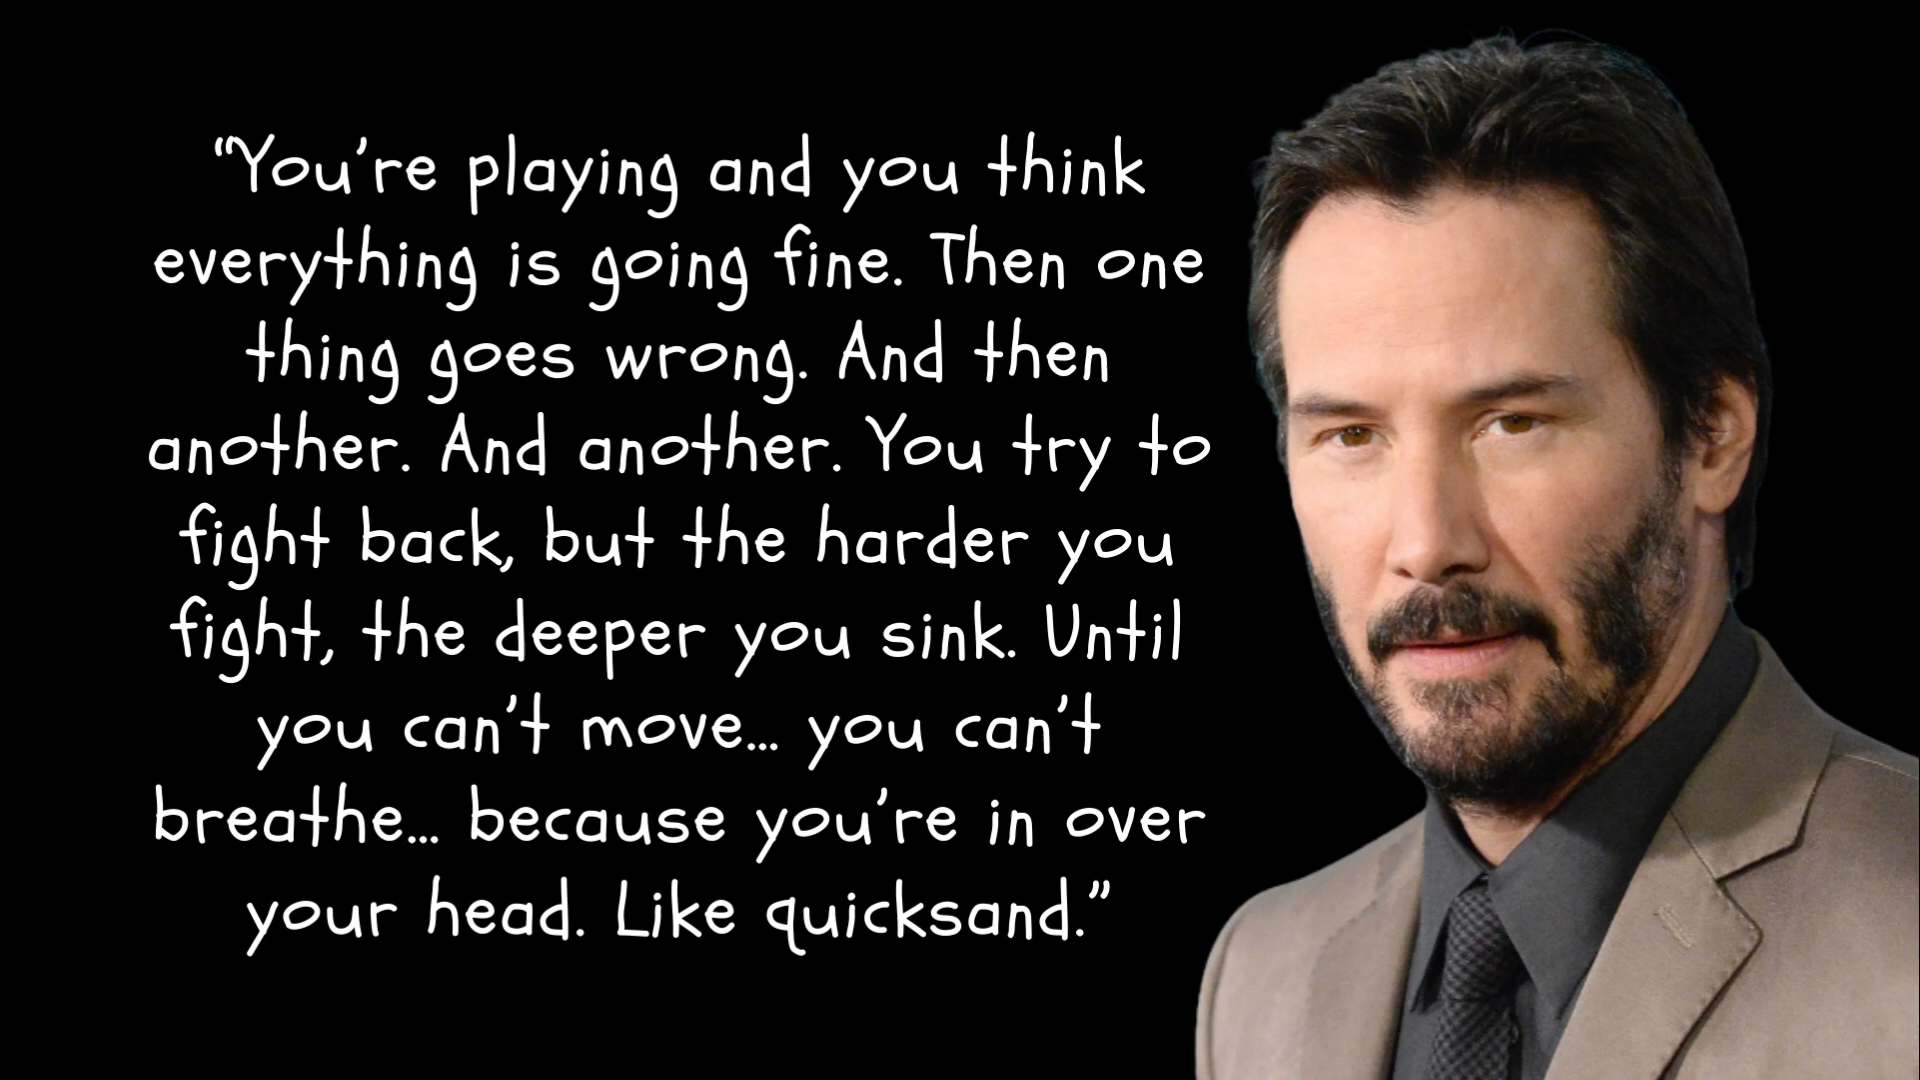 “You’re playing and you think
everything is going fine. Then one
thing goes wrong. And then
another. And another. You try to
fight back, but the harder you
fight, the deeper you sink. Until
you can’t move... you can’t
breathe... because you’re in over
your head. Like quicksand.”